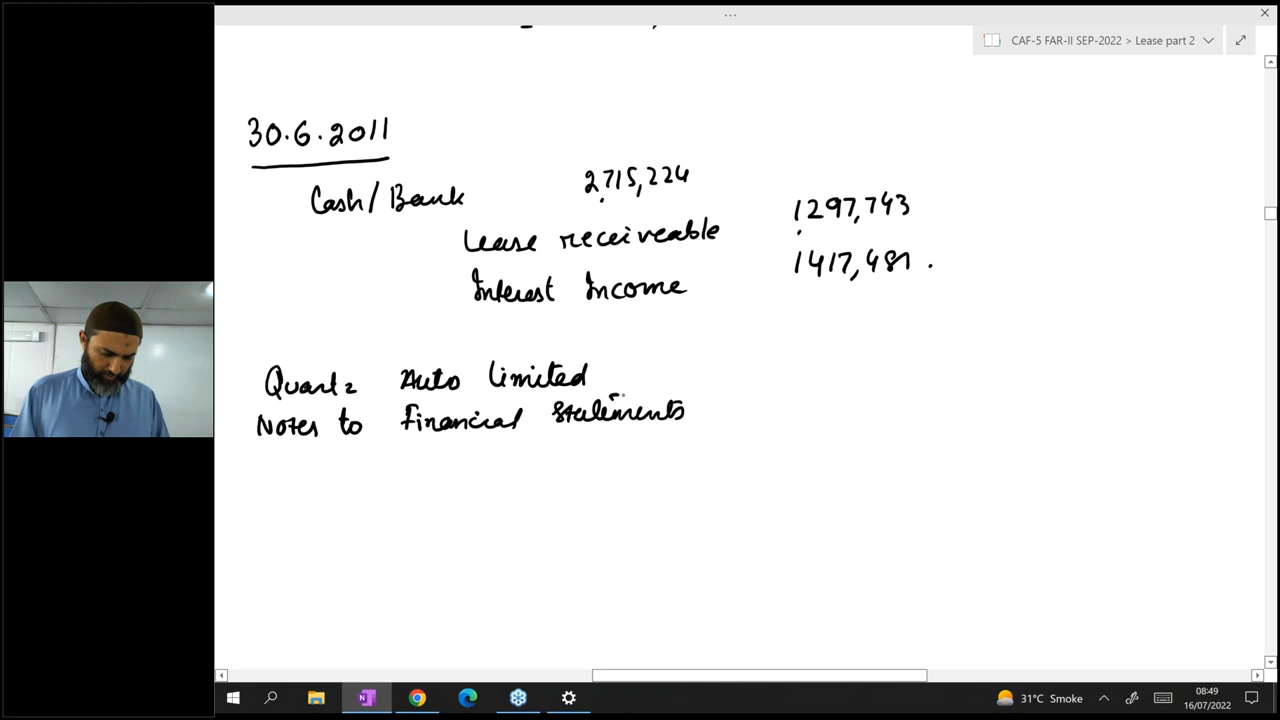 CAF-5 FAR-II SEP-2022 > Lease part 2
30.6.2011
Cash/Bank 2,715,224
Lease receiveable 1297,743
Interest Income 1417,481
Quartz Auto Limited
Notes to Financial Statements
31°C Smoke
08:49
16/07/2022